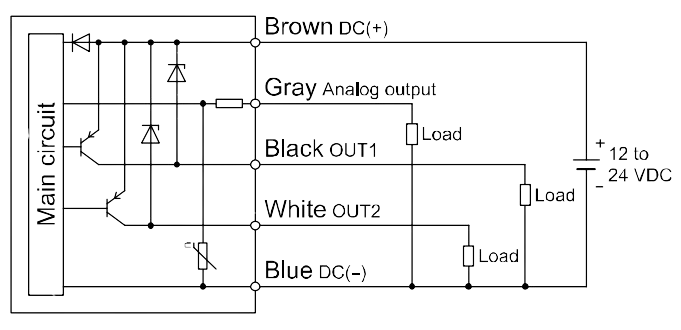 Brown DC(+)
Gray Analog output
Main circuit
Load
Black OUT1
+
12 to
24 VDC
−
Load
White OUT2
Load
Blue DC(−)